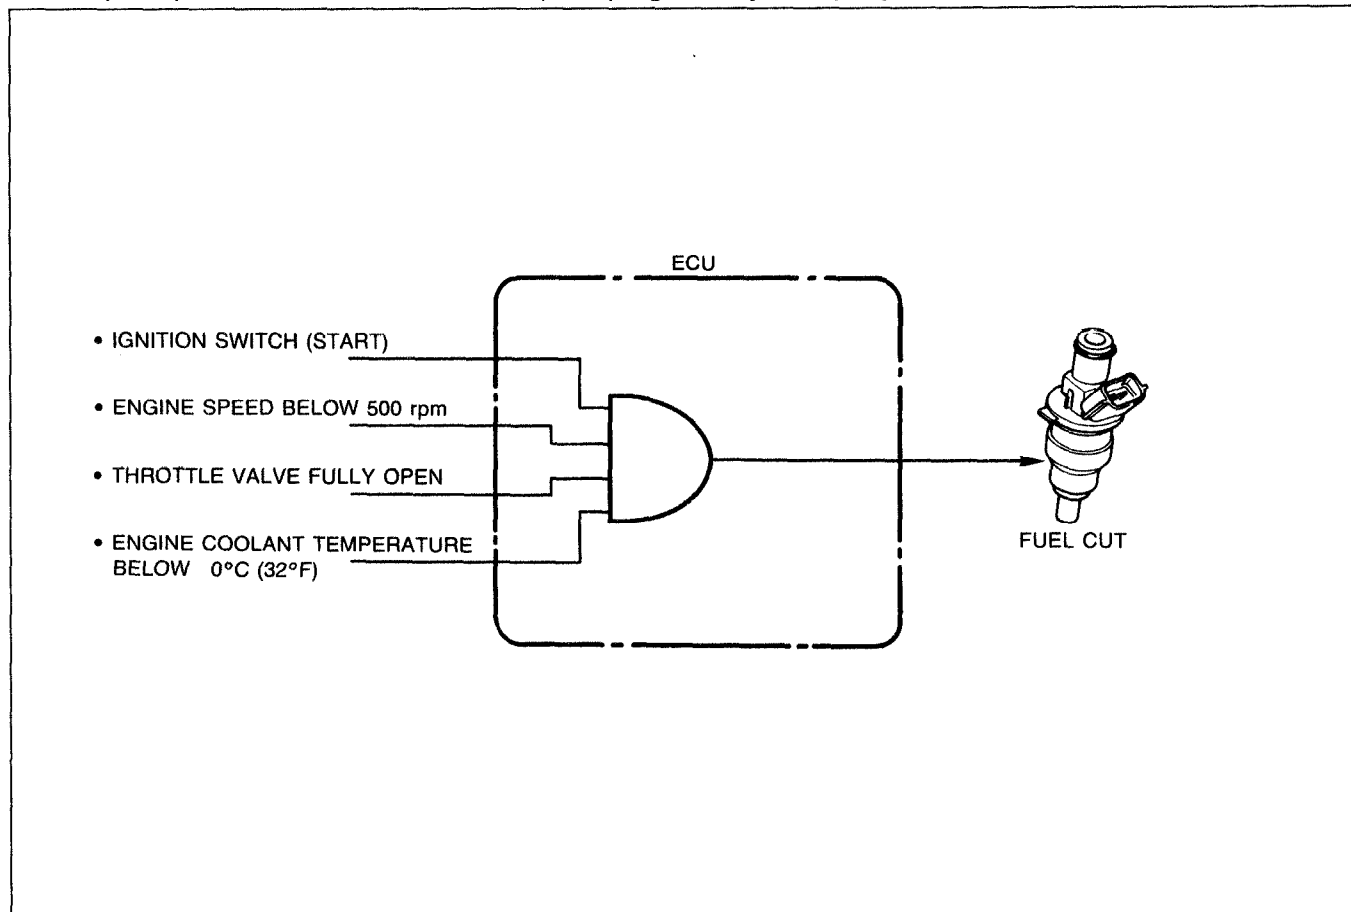 ECU
• IGNITION SWITCH (START)
• ENGINE SPEED BELOW 500 rpm
• THROTTLE VALVE FULLY OPEN
• ENGINE COOLANT TEMPERATURE
BELOW 0°C (32°F)
FUEL CUT